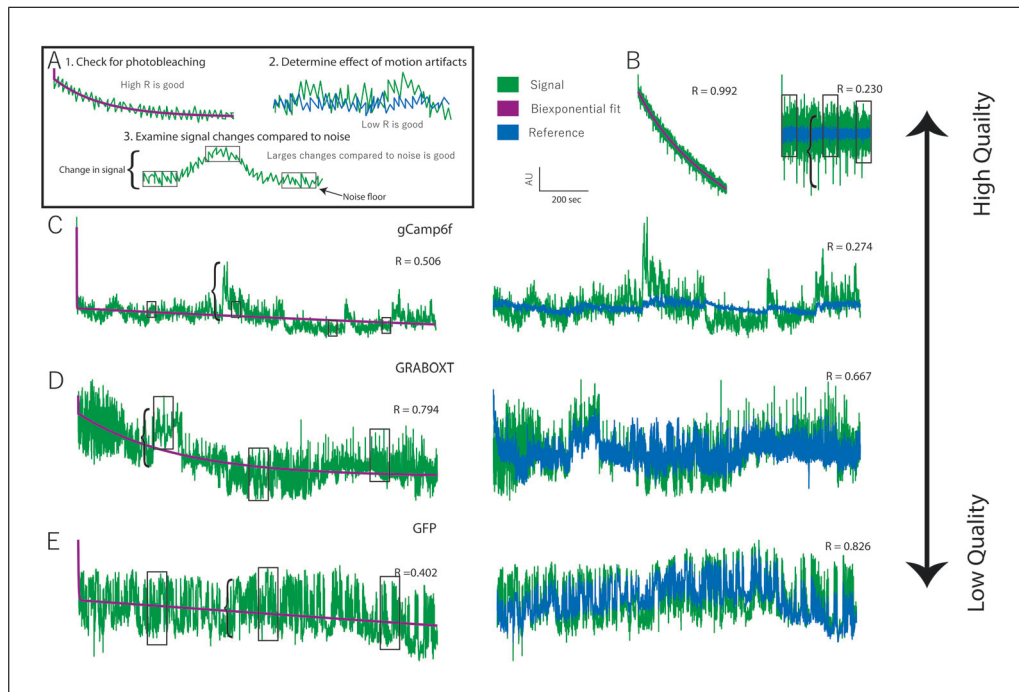 A
1. Check for photobleaching
High R is good
2. Determine effect of motion artifacts
Low R is good
3. Examine signal changes compared to noise
Larges changes compared to noise is good
Change in signal
Noise floor
Signal
Biexponential fit
Reference
AU
200 sec
B
R = 0.992
R = 0.230
High Quailty
C
gCamp6f
R = 0.506
R = 0.274
D
GRABOXT
R = 0.794
R = 0.667
E
GFP
R =0.402
R = 0.826
Low Quality